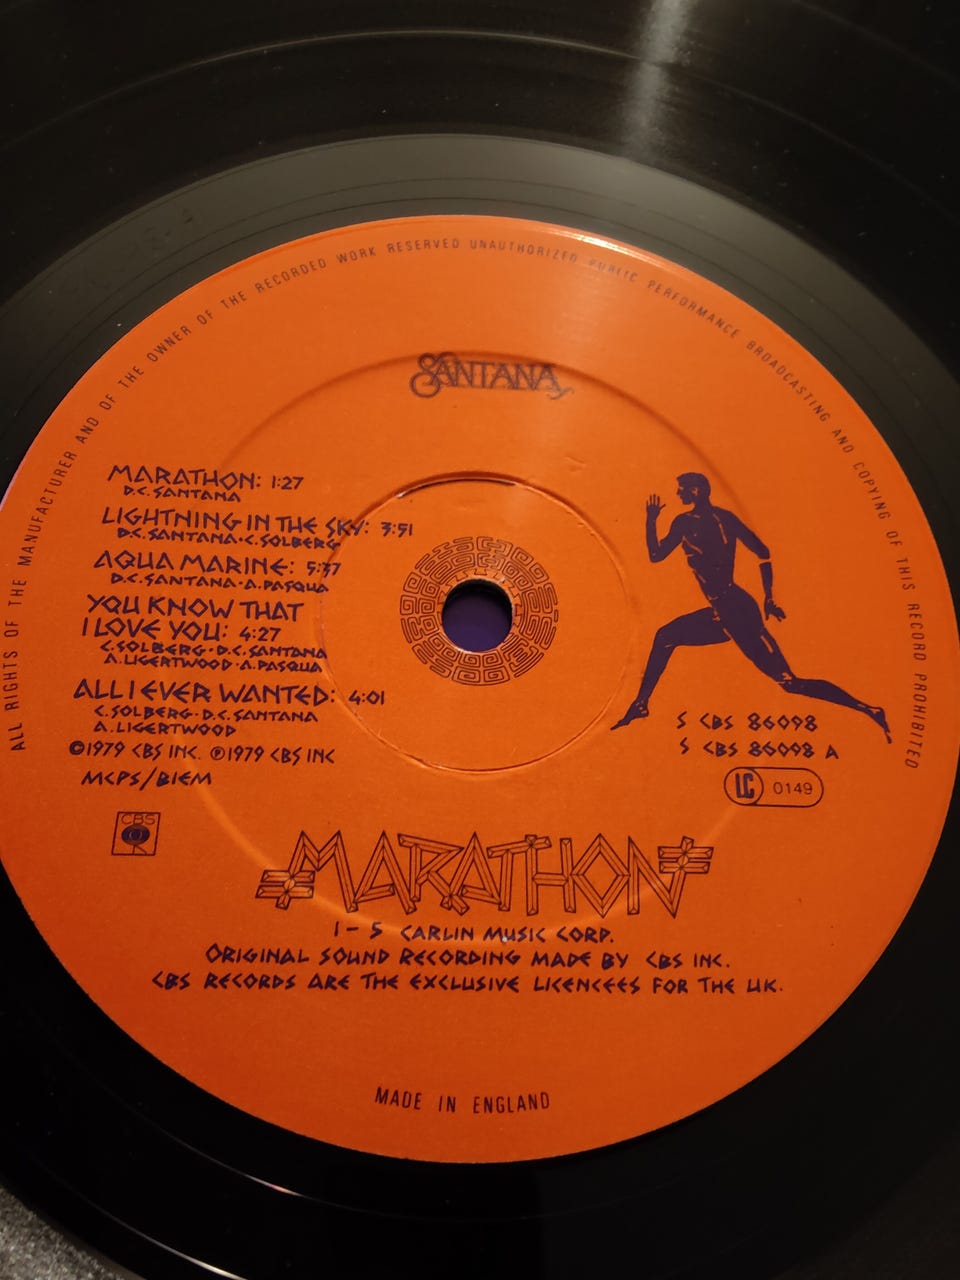 ALL RIGHTS OF THE MANUFACTURER AND OF THE OWNER OF THE RECORDED WORK RESERVED UNAUTHORIZED PUBLIC PERFORMANCE BROADCASTING AND COPYING OF THIS RECORD PROHIBITED
SANTANA
MARATHON: 1:27
D.C. SANTANA
LIGHTNING IN THE SKY: 3:51
D.C. SANTANA·C. SOLBERG
AQUA MARINE: 5:37
D.C. SANTANA·A. PASQUA
YOU KNOW THAT
I LOVE YOU: 4:27
C. SOLBERG·D.C. SANTANA
A. LIGERTWOOD·A. PASQUA
ALL I EVER WANTED: 4:01
C. SOLBERG·D.C. SANTANA
A. LIGERTWOOD
©1979 CBS INC. ℗1979 CBS INC
MCPS/BIEM
S CBS 86098
S CBS 86098 A
LC 0149
CBS
MARATHON
1-5 CARLIN MUSIC CORP.
ORIGINAL SOUND RECORDING MADE BY CBS INC.
CBS RECORDS ARE THE EXCLUSIVE LICENCEES FOR THE UK.
MADE IN ENGLAND